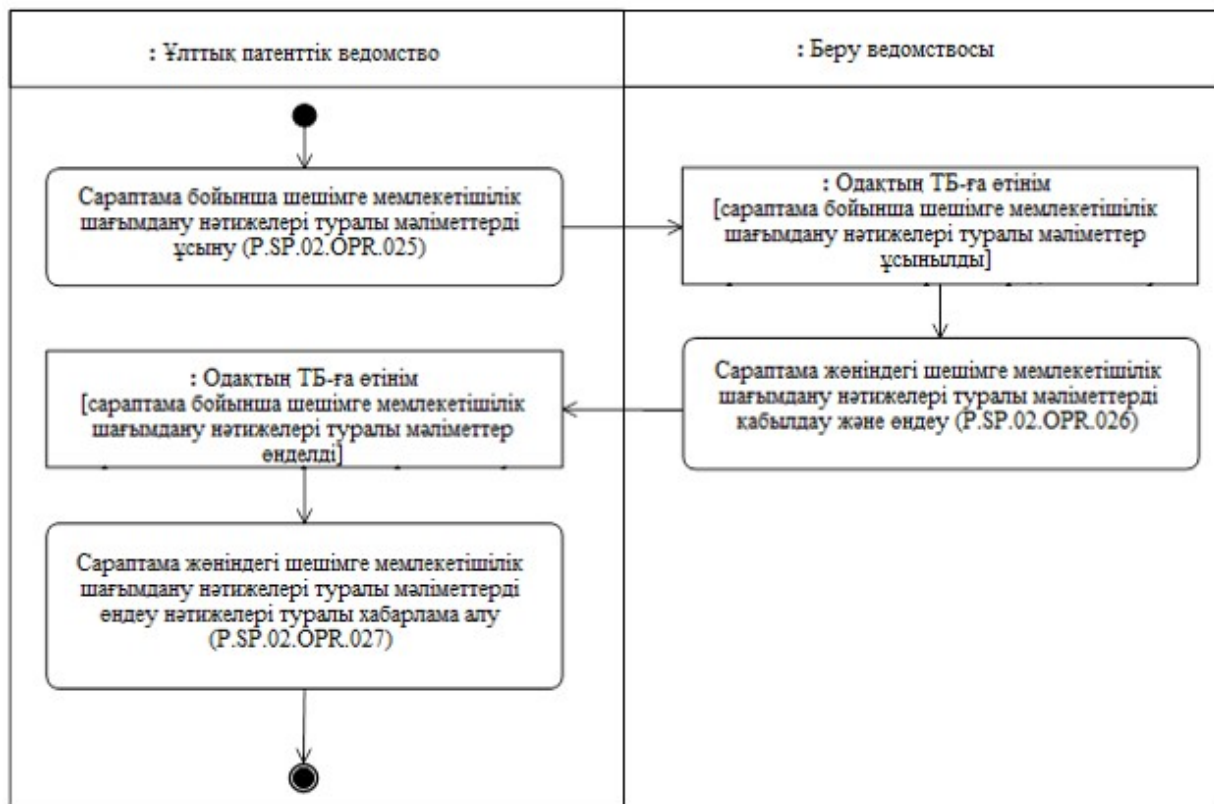 : Ұлттық патенттік ведомство
: Беру ведомствосы
Сараптама бойынша шешімге мемлекетішілік
шағымдану нәтижелері туралы мәліметтерді
ұсыну (P.SP.02.OPR.025)
: Одақтың ТБ-ға өтінім
[сараптама бойынша шешімге мемлекетішілік
шағымдану нәтижелері туралы мәліметтер
ұсынылды]
Сараптама жөніндегі шешімге мемлекетішілік
шағымдану нәтижелері туралы мәліметтерді
қабылдау және өңдеу (P.SP.02.OPR.026)
: Одақтың ТБ-ға өтінім
[сараптама бойынша шешімге мемлекетішілік
шағымдану нәтижелері туралы мәліметтер
өңделді]
Сараптама жөніндегі шешімге мемлекетішілік
шағымдану нәтижелері туралы мәліметтерді
өңдеу нәтижелері туралы хабарлама алу
(P.SP.02.OPR.027)